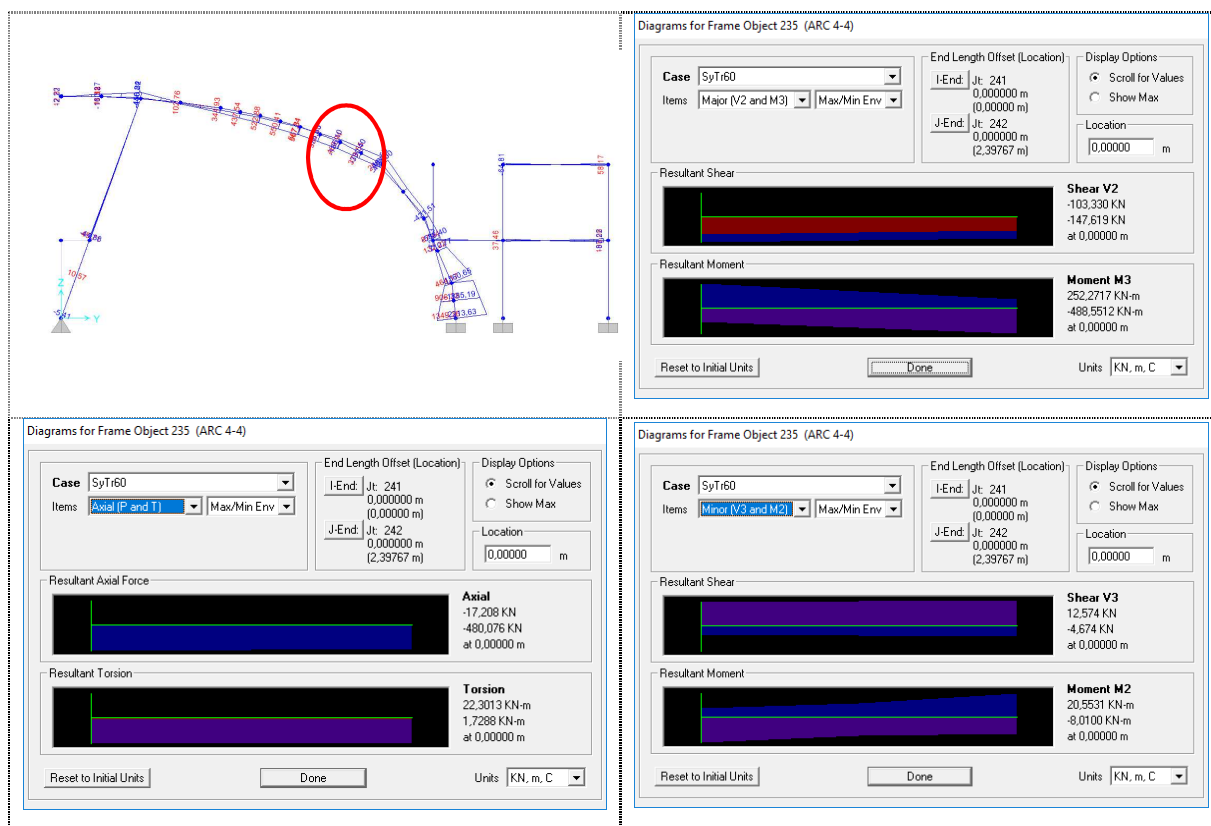 Z
Y
10,57
-5,41
37,46
-64,81
58,17
Diagrams for Frame Object 235 (ARC 4-4)
Case SyTr60
Items Major (V2 and M3) Max/Min Env
End Length Offset (Location)
I-End: Jt: 241
0,000000 m
(0,00000 m)
J-End: Jt: 242
0,000000 m
(2,39767 m)
Display Options
Scroll for Values
Show Max
Location
0,00000 m
Resultant Shear
Shear V2
-103,330 KN
-147,619 KN
at 0,00000 m
Resultant Moment
Moment M3
252,2717 KN-m
-488,5512 KN-m
at 0,00000 m
Reset to Initial Units
Done
Units KN, m, C
Diagrams for Frame Object 235 (ARC 4-4)
Case SyTr60
Items Axial (P and T) Max/Min Env
End Length Offset (Location)
I-End: Jt: 241
0,000000 m
(0,00000 m)
J-End: Jt: 242
0,000000 m
(2,39767 m)
Display Options
Scroll for Values
Show Max
Location
0,00000 m
Resultant Axial Force
Axial
-17,208 KN
-480,076 KN
at 0,00000 m
Resultant Torsion
Torsion
22,3013 KN-m
1,7288 KN-m
at 0,00000 m
Reset to Initial Units
Done
Units KN, m, C
Diagrams for Frame Object 235 (ARC 4-4)
Case SyTr60
Items Minor (V3 and M2) Max/Min Env
End Length Offset (Location)
I-End: Jt: 241
0,000000 m
(0,00000 m)
J-End: Jt: 242
0,000000 m
(2,39767 m)
Display Options
Scroll for Values
Show Max
Location
0,00000 m
Resultant Shear
Shear V3
12,574 KN
-4,674 KN
at 0,00000 m
Resultant Moment
Moment M2
20,5531 KN-m
-8,0100 KN-m
at 0,00000 m
Reset to Initial Units
Done
Units KN, m, C